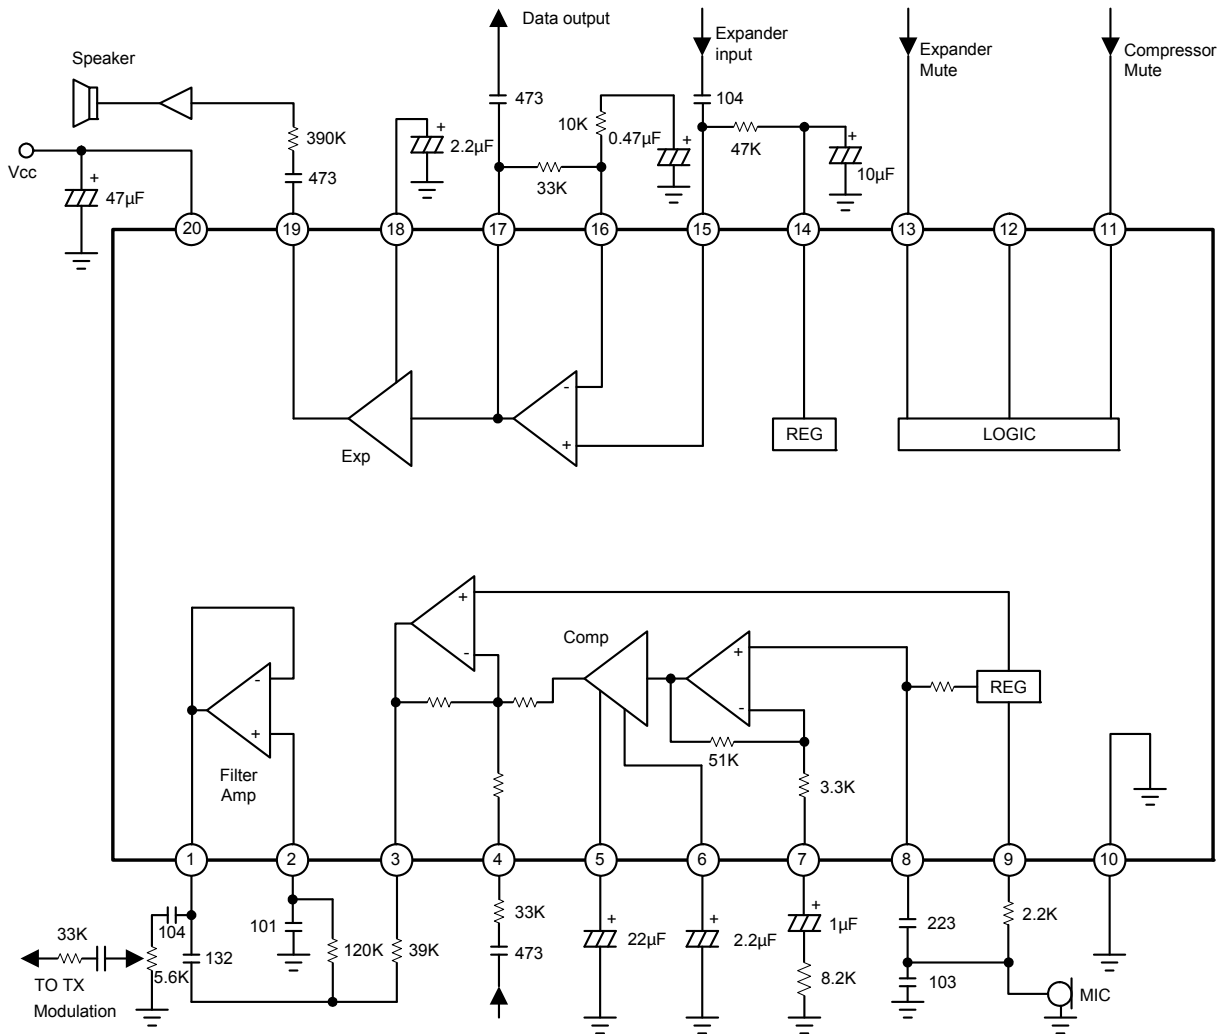 Data output
Expander
input
Expander
Mute
Compressor
Mute
Speaker
+
473
104
10K
0.47µF
+
390K
2.2µF
+
47K
+
Vcc
33K
10µF
47µF
+
473
20
19
18
17
16
15
14
13
12
11
-
+
Exp
REG
LOGIC
+
-
Comp
+
-
REG
-
+
Filter
Amp
51K
3.3K
1
2
3
4
5
6
7
8
9
10
33K
104
101
120K
39K
33K
+
22µF
+
2.2µF
+
1µF
223
2.2K
132
5.6K
473
8.2K
103
MIC
TO TX
Modulation